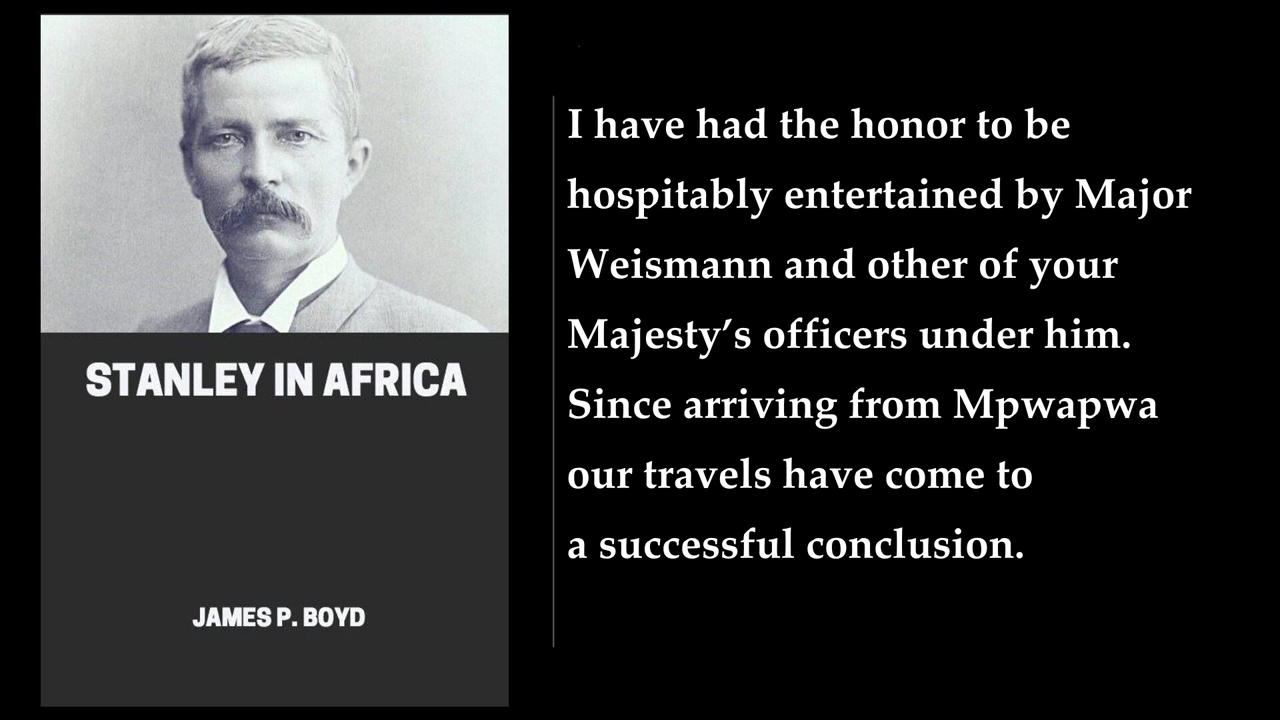 STANLEY IN AFRICA
JAMES P. BOYD
I have had the honor to be
hospitably entertained by Major
Weismann and other of your
Majesty’s officers under him.
Since arriving from Mpwapwa
our travels have come to
a successful conclusion.